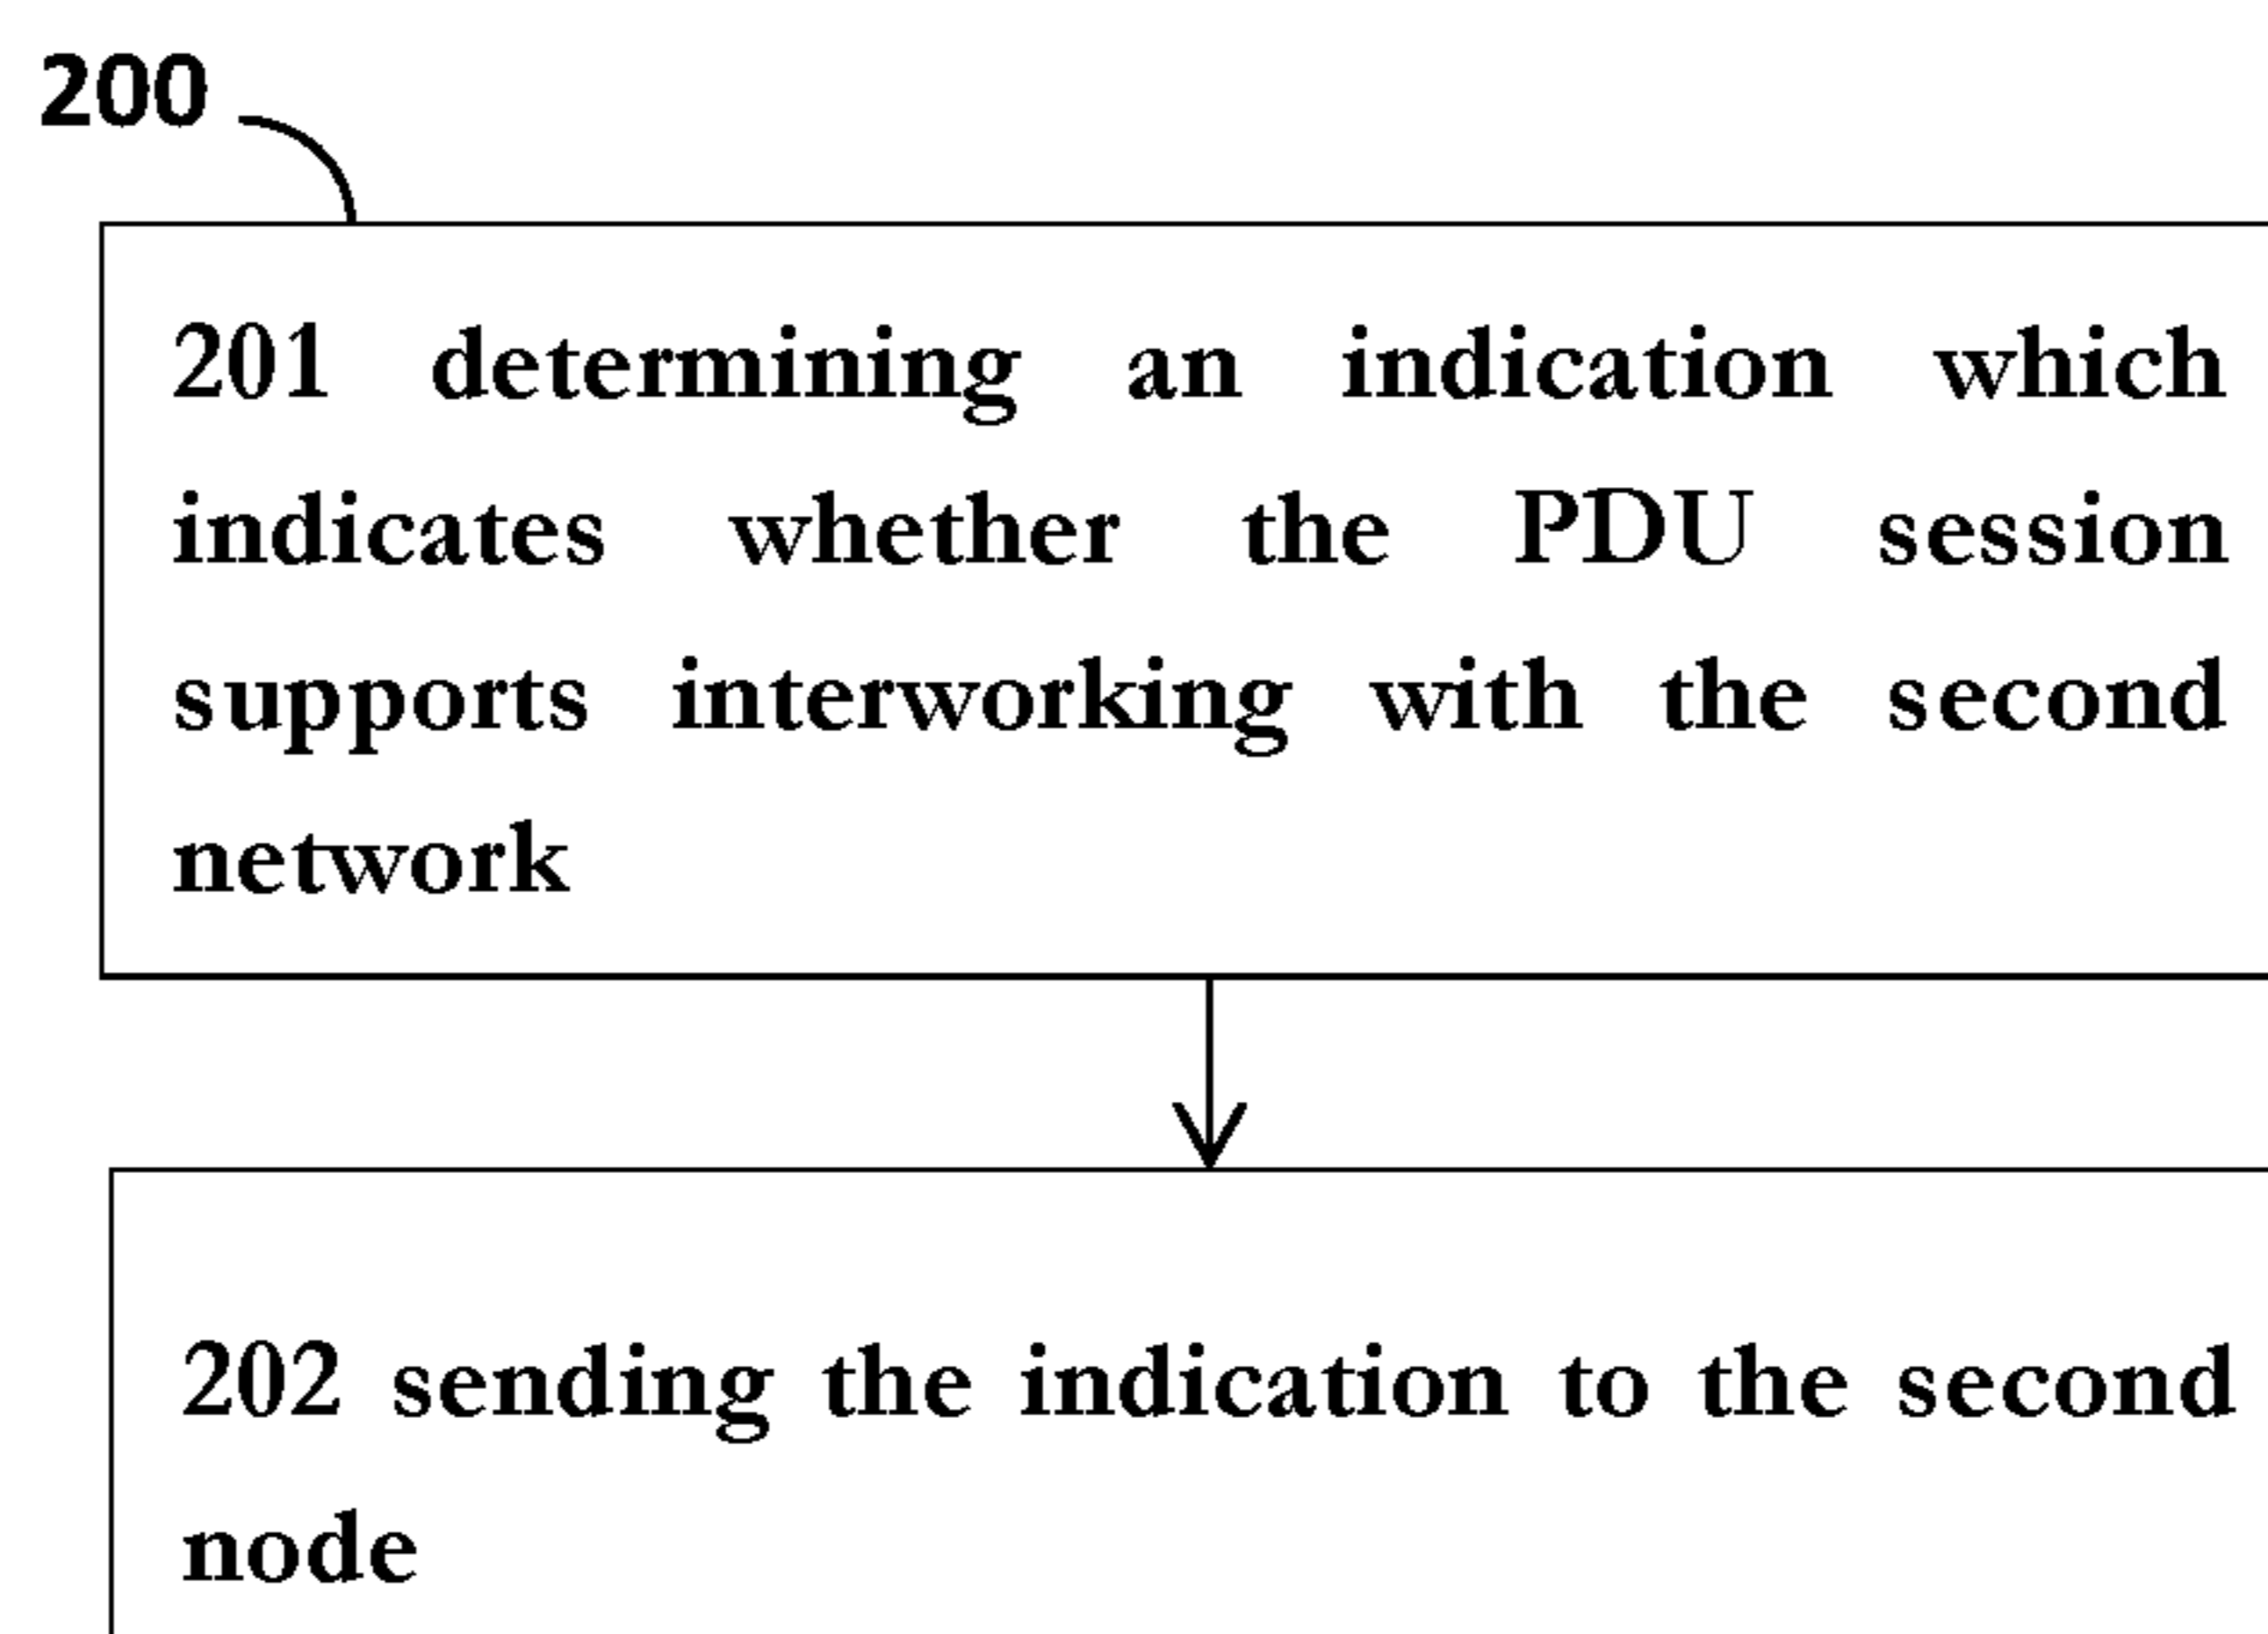 200
201 determining an indication which
indicates whether the PDU session
supports interworking with the second
network
202 sending the indication to the second
node